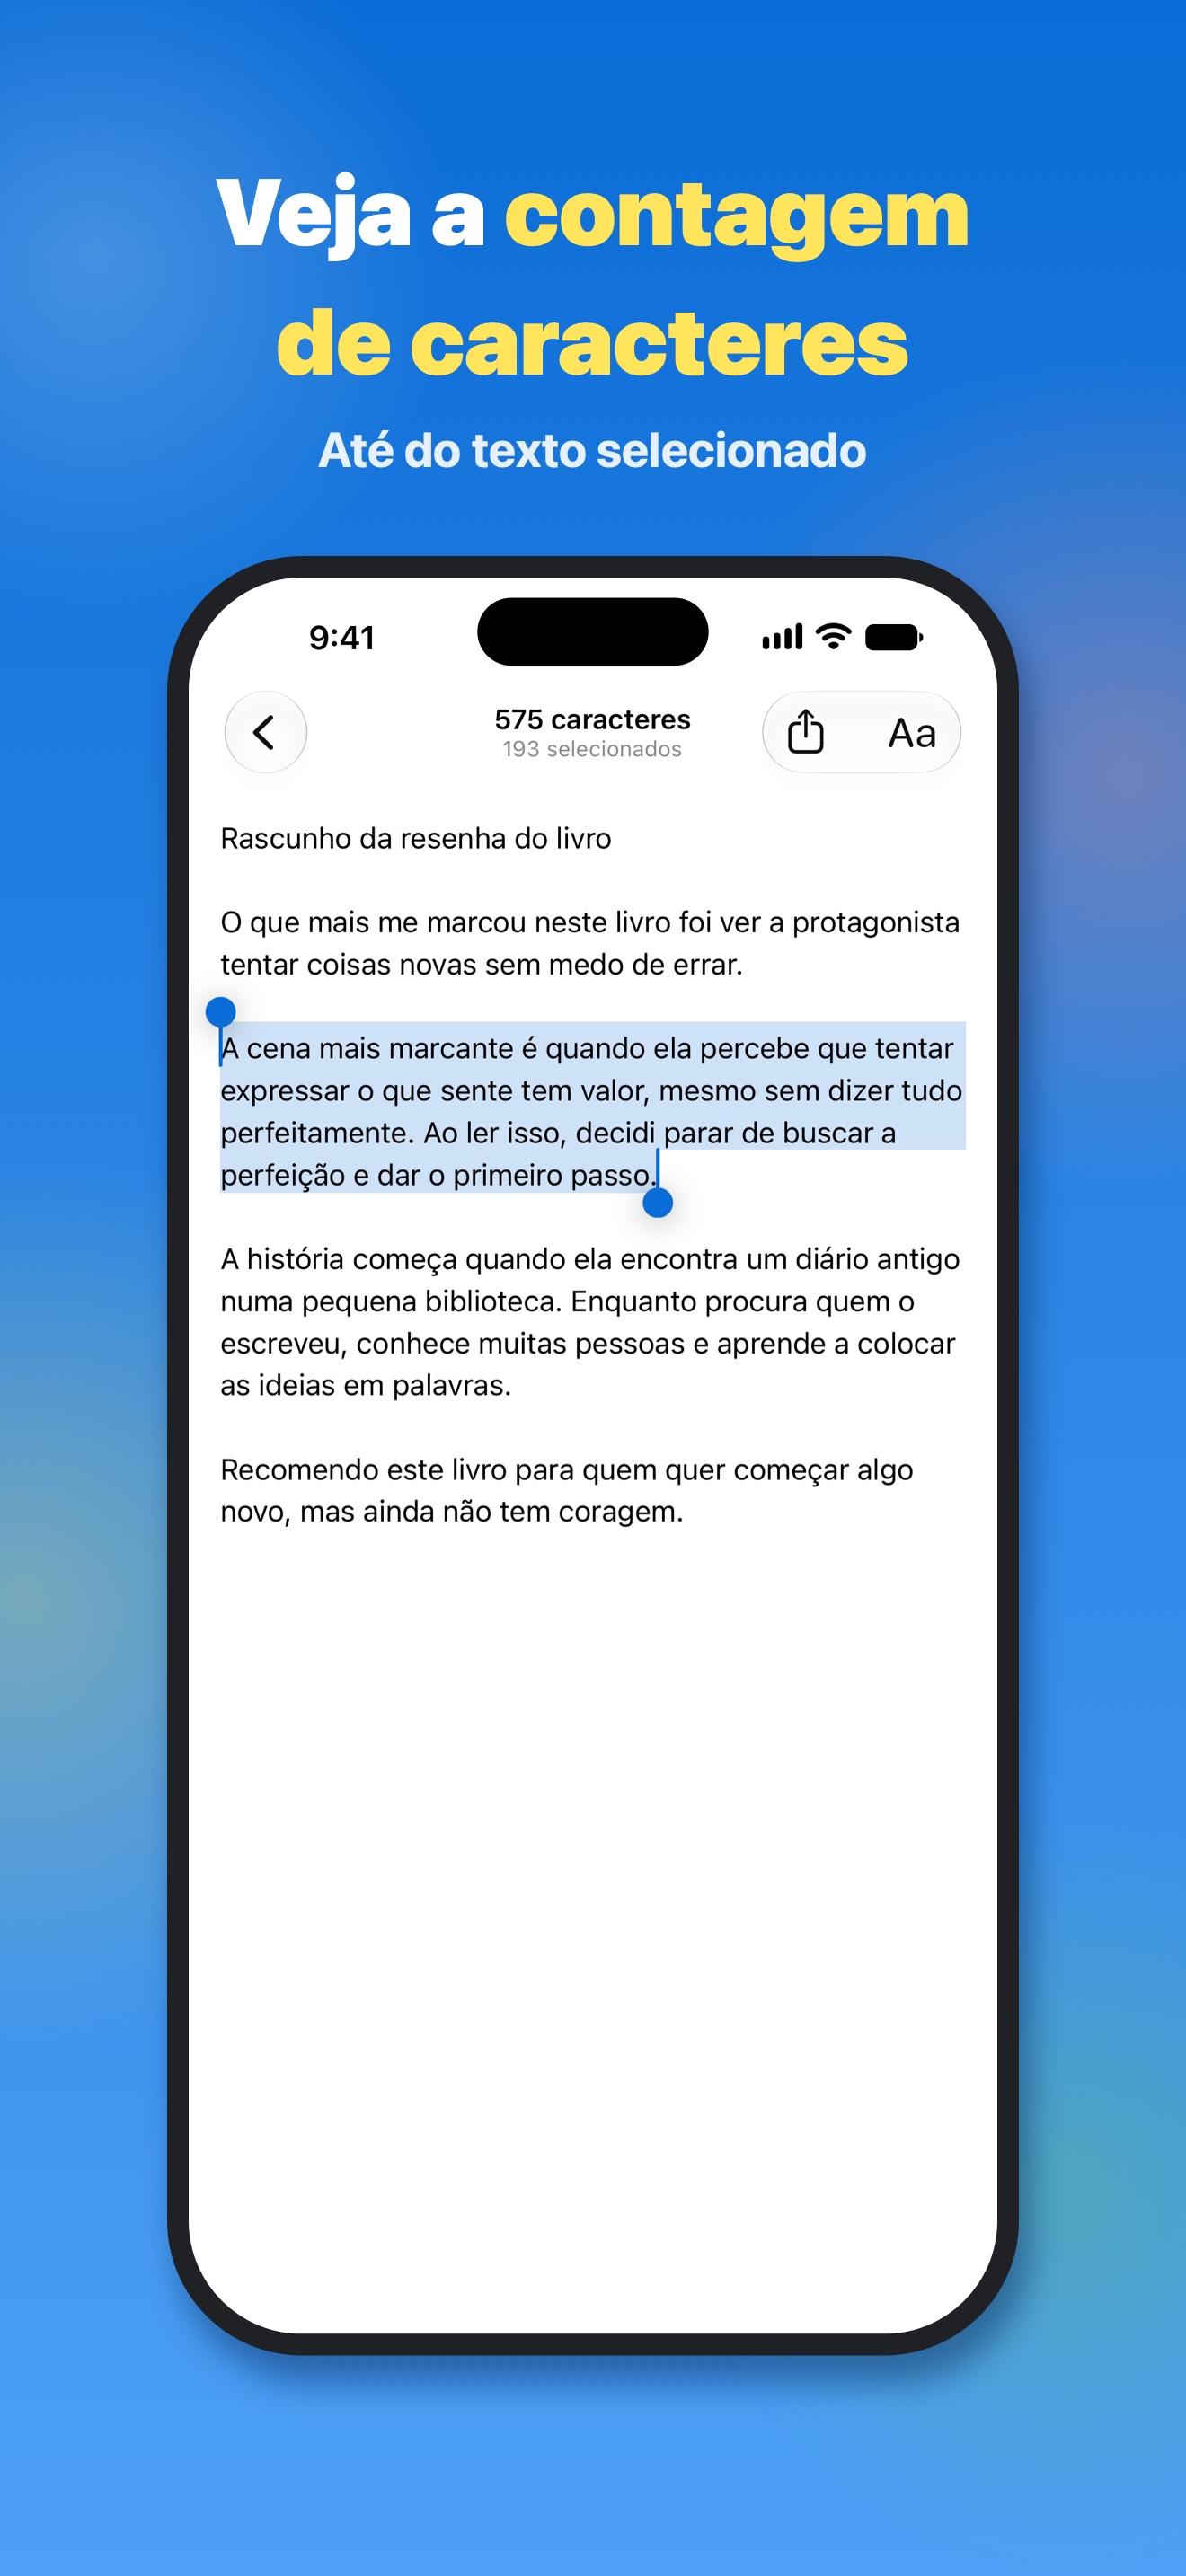 Veja a contagem
de caracteres
Até do texto selecionado
9:41
575 caracteres
193 selecionados
Aa
Rascunho da resenha do livro
O que mais me marcou neste livro foi ver a protagonista
tentar coisas novas sem medo de errar.
A cena mais marcante é quando ela percebe que tentar
expressar o que sente tem valor, mesmo sem dizer tudo
perfeitamente. Ao ler isso, decidi parar de buscar a
perfeição e dar o primeiro passo.
A história começa quando ela encontra um diário antigo
numa pequena biblioteca. Enquanto procura quem o
escreveu, conhece muitas pessoas e aprende a colocar
as ideias em palavras.
Recomendo este livro para quem quer começar algo
novo, mas ainda não tem coragem.